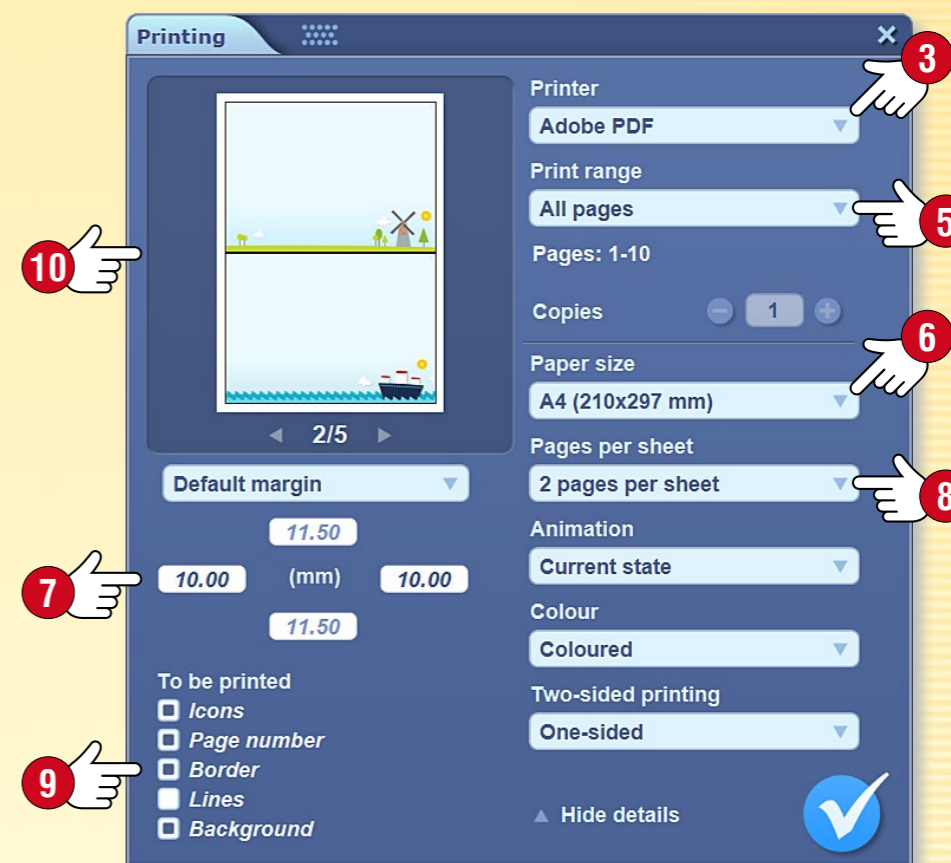 Printing
3
Printer
Adobe PDF
Print range
All pages
5
Pages: 1-10
10
Copies 1
6
Paper size
A4 (210x297 mm)
2/5
Pages per sheet
Default margin
2 pages per sheet
8
11.50
Animation
10.00 (mm) 10.00
Current state
7
11.50
Colour
Coloured
To be printed
Icons
Page number
Border
Lines
Background
9
Two-sided printing
One-sided
Hide details